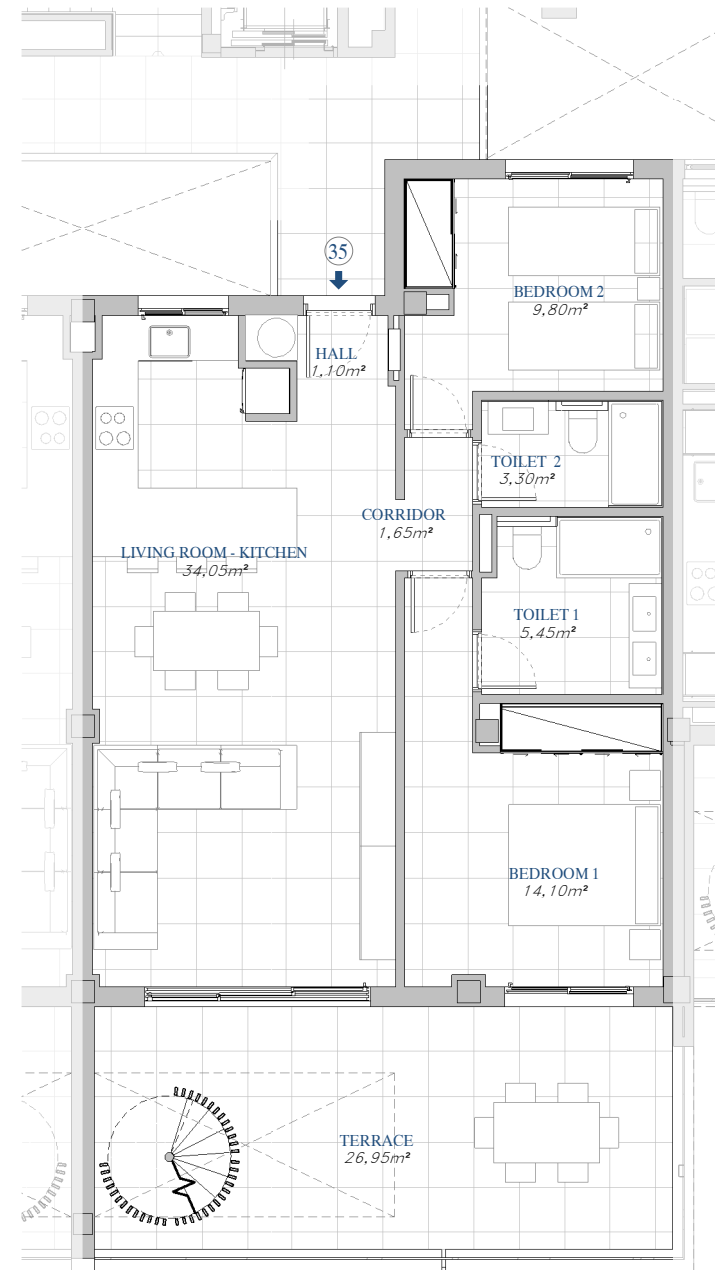 35
BEDROOM 2
9,80m²
HALL
1,10m²
TOILET 2
3,30m²
CORRIDOR
1,65m²
LIVING ROOM - KITCHEN
34,05m²
TOILET 1
5,45m²
BEDROOM 1
14,10m²
TERRACE
26,95m²